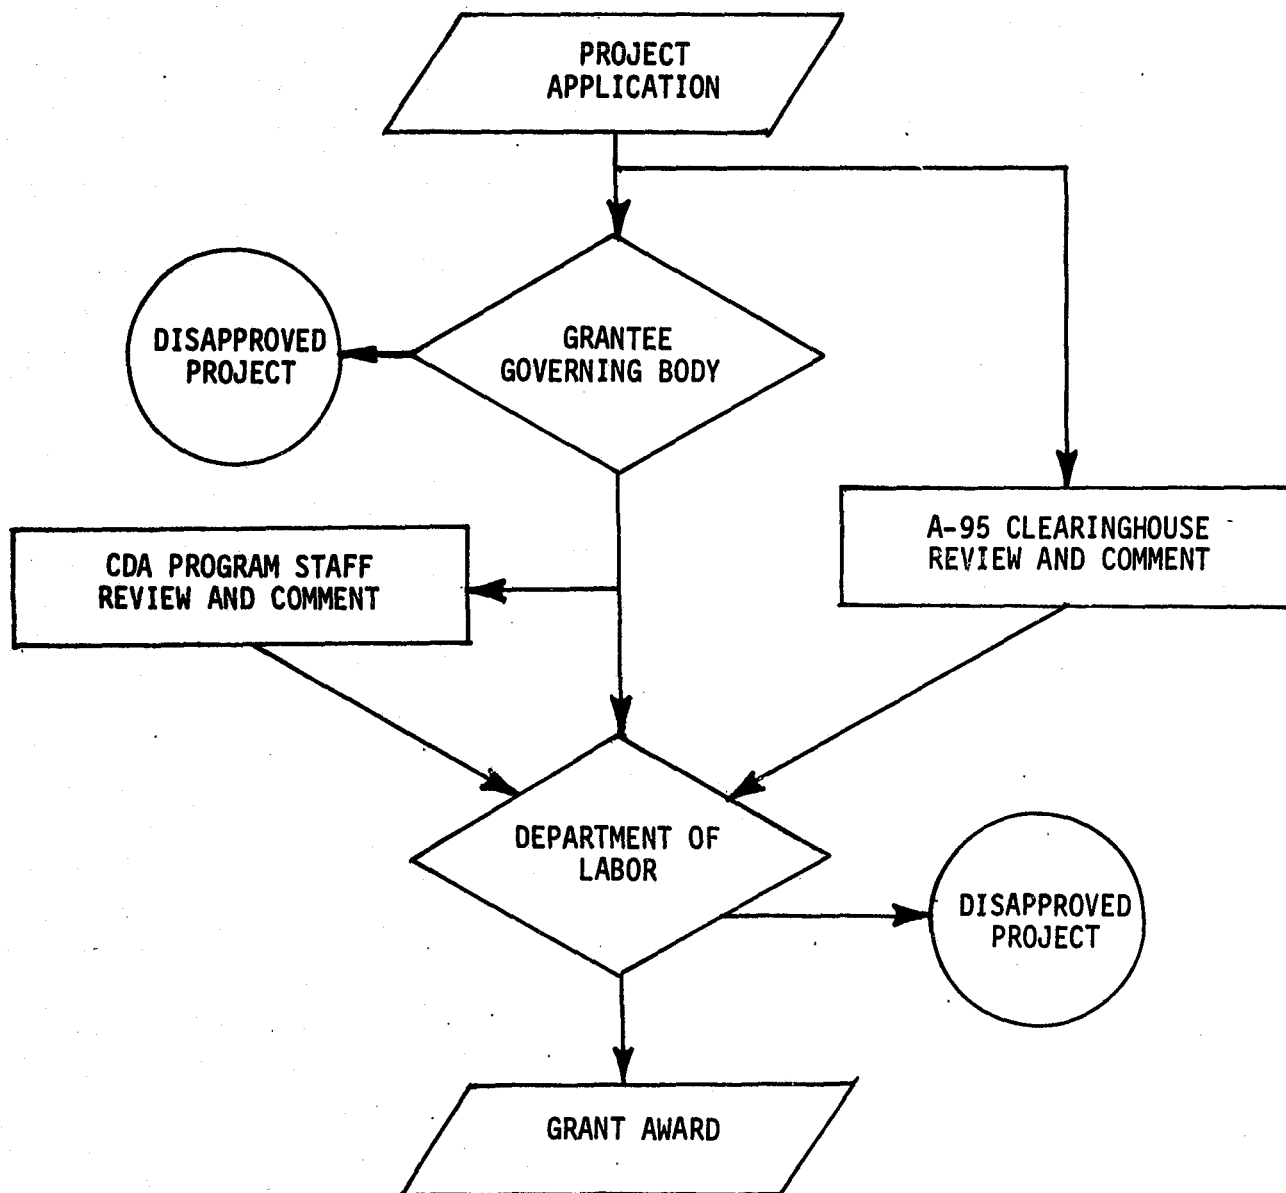 PROJECT
APPLICATION
GRANTEE
GOVERNING BODY
DISAPPROVED
PROJECT
A-95 CLEARINGHOUSE
REVIEW AND COMMENT
CDA PROGRAM STAFF
REVIEW AND COMMENT
DEPARTMENT OF
LABOR
DISAPPROVED
PROJECT
GRANT AWARD